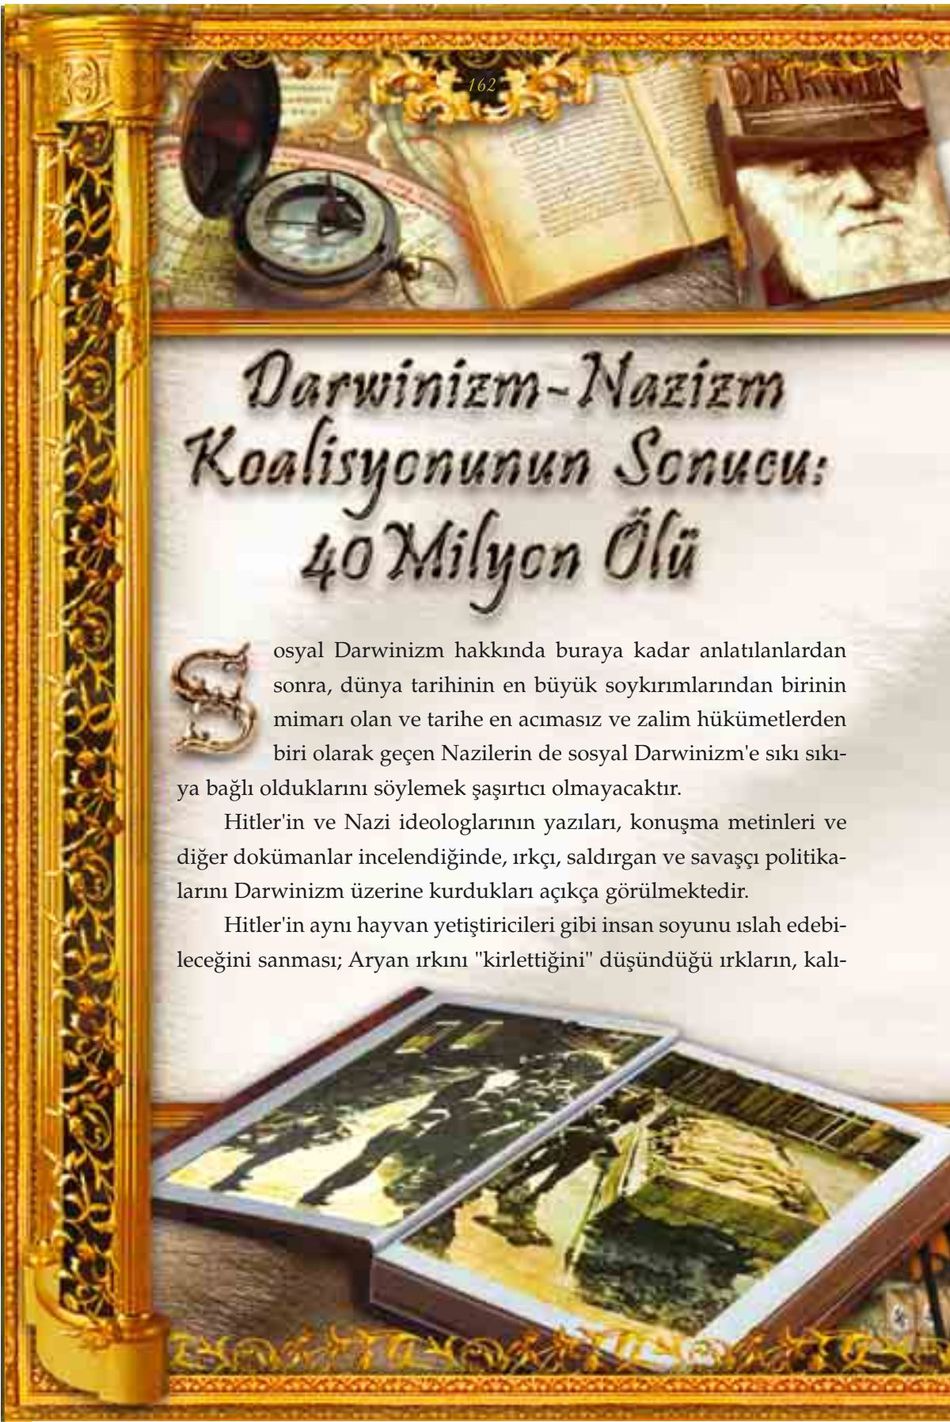 162
DARWIN
Darwinizm-Nazizm
Koalisyonunun Sonucu:
40 Milyon Ölü
Sosyal Darwinizm hakkında buraya kadar anlatılanlardan
sonra, dünya tarihinin en büyük soykırımlarından birinin
mimarı olan ve tarihe en acımasız ve zalim hükümetlerden
biri olarak geçen Nazilerin de sosyal Darwinizm'e sıkı sıkı-
ya bağlı olduklarını söylemek şaşırtıcı olmayacaktır.
Hitler'in ve Nazi ideologlarının yazıları, konuşma metinleri ve
diğer dokümanlar incelendiğinde, ırkçı, saldırgan ve savaşçı politika-
larını Darwinizm üzerine kurdukları açıkça görülmektedir.
Hitler'in aynı hayvan yetiştiricileri gibi insan soyunu ıslah edebi-
leceğini sanması; Aryan ırkını "kirlettiğini" düşündüğü ırkların, kalı-